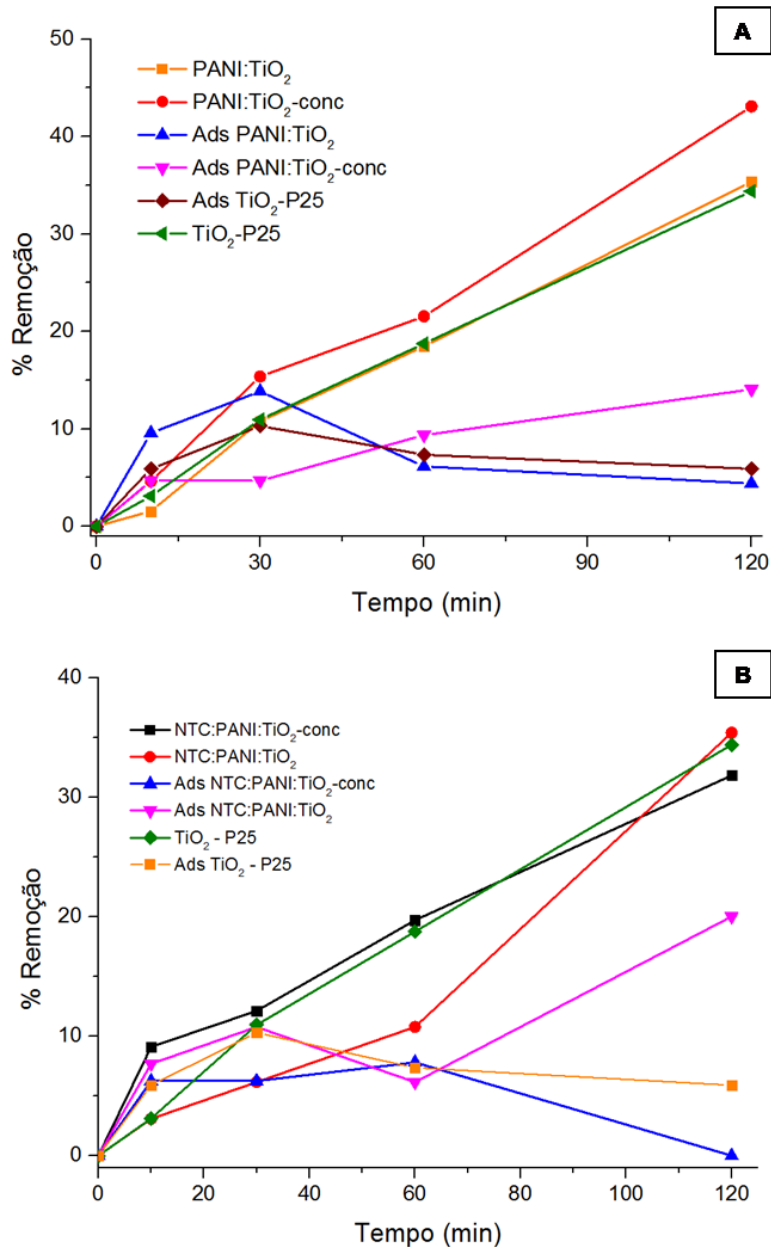 A
50
40
30
20
10
0
% Remoção
PANI:TiO₂
PANI:TiO₂-conc
Ads PANI:TiO₂
Ads PANI:TiO₂-conc
Ads TiO₂-P25
TiO₂-P25
0 30 60 90 120
Tempo (min)
B
40
30
20
10
0
% Remoção
NTC:PANI:TiO₂-conc
NTC:PANI:TiO₂
Ads NTC:PANI:TiO₂-conc
Ads NTC:PANI:TiO₂
TiO₂ - P25
Ads TiO₂ - P25
0 20 40 60 80 100 120
Tempo (min)